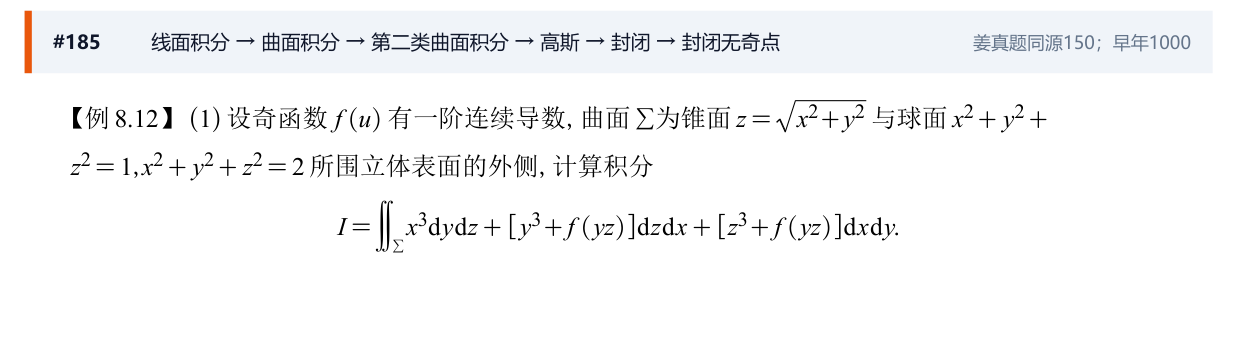 #185 线面积分 → 曲面积分 → 第二类曲面积分 → 高斯 → 封闭 → 封闭无奇点 姜真题同源150；早年1000
【例 8.12】(1) 设奇函数 f(u) 有一阶连续导数, 曲面 Σ为锥面 z=√(x²+y²) 与球面 x²+y²+
z²=1,x²+y²+z²=2 所围立体表面的外侧, 计算积分
I=∬_Σ x³dydz+[y³+f(yz)]dzdx+[z³+f(yz)]dxdy.